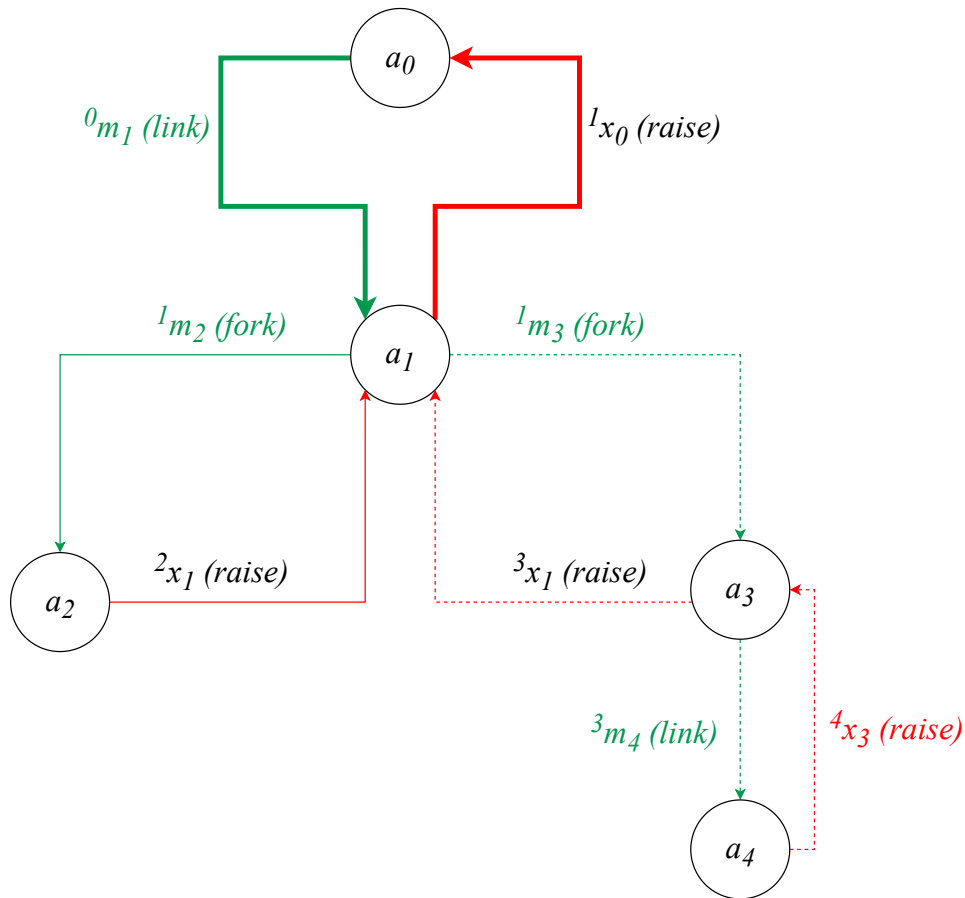 a0
0m1 (link)
1x0 (raise)
1m2 (fork)
1m3 (fork)
a1
2x1 (raise)
3x1 (raise)
a2
a3
3m4 (link)
4x3 (raise)
a4